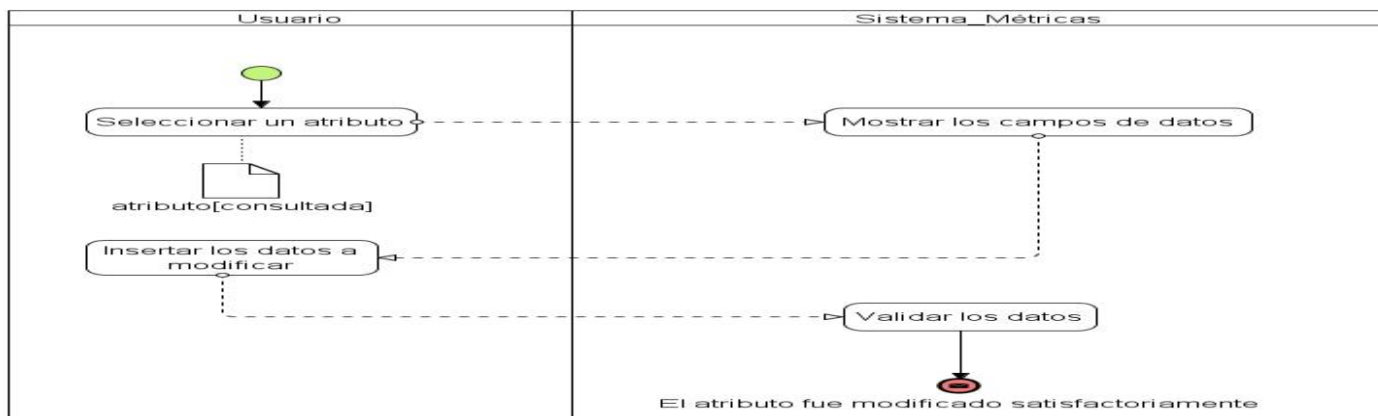 Usuario
Sistema_Métricas
Seleccionar un atributo
Mostrar los campos de datos
atributo[consultada]
Insertar los datos a
modificar
Validar los datos
El atributo fue modificado satisfactoriamente